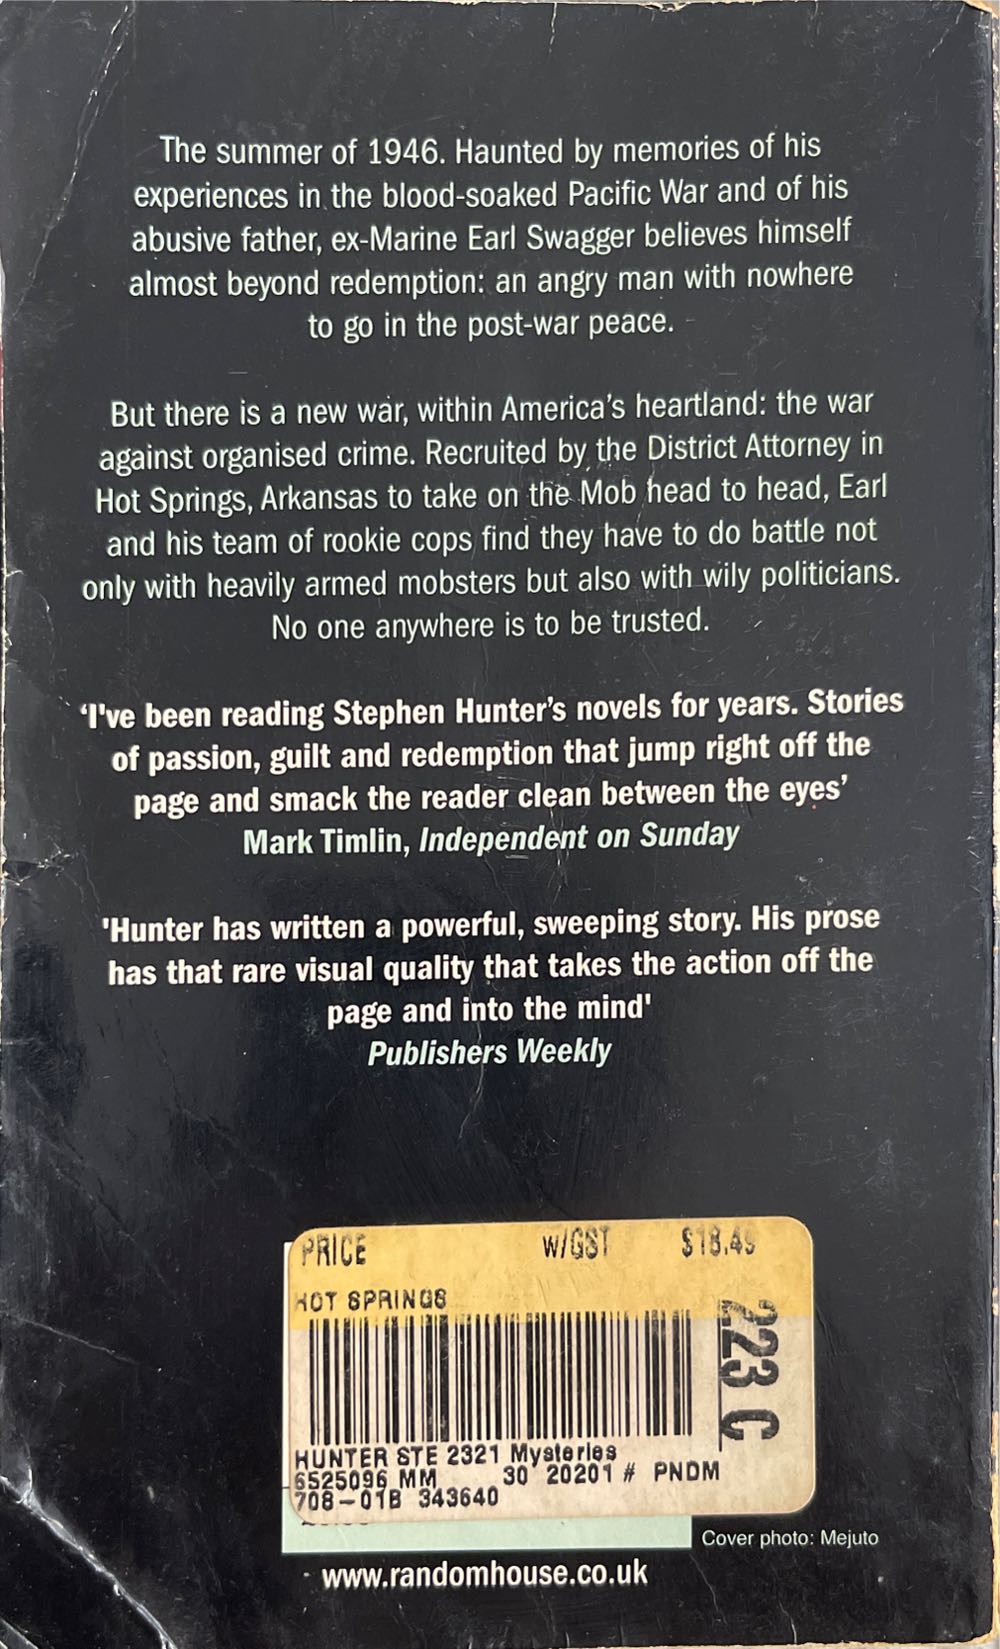 The summer of 1946. Haunted by memories of his
experiences in the blood-soaked Pacific War and of his
abusive father, ex-Marine Earl Swagger believes himself
almost beyond redemption: an angry man with nowhere
to go in the post-war peace.
But there is a new war, within America's heartland: the war
against organised crime. Recruited by the District Attorney in
Hot Springs, Arkansas to take on the Mob head to head, Earl
and his team of rookie cops find they have to do battle not
only with heavily armed mobsters but also with wily politicians.
No one anywhere is to be trusted.
‘I've been reading Stephen Hunter's novels for years. Stories
of passion, guilt and redemption that jump right off the
page and smack the reader clean between the eyes’
Mark Timlin, Independent on Sunday
'Hunter has written a powerful, sweeping story. His prose
has that rare visual quality that takes the action off the
page and into the mind'
Publishers Weekly
PRICE W/GST $18.49
HOT SPRINGS
223 C
HUNTER STE 2321 Mysteries
6525096 MM 30 20201 # PNDM
708-01B 343640
Cover photo: Mejuto
www.randomhouse.co.uk